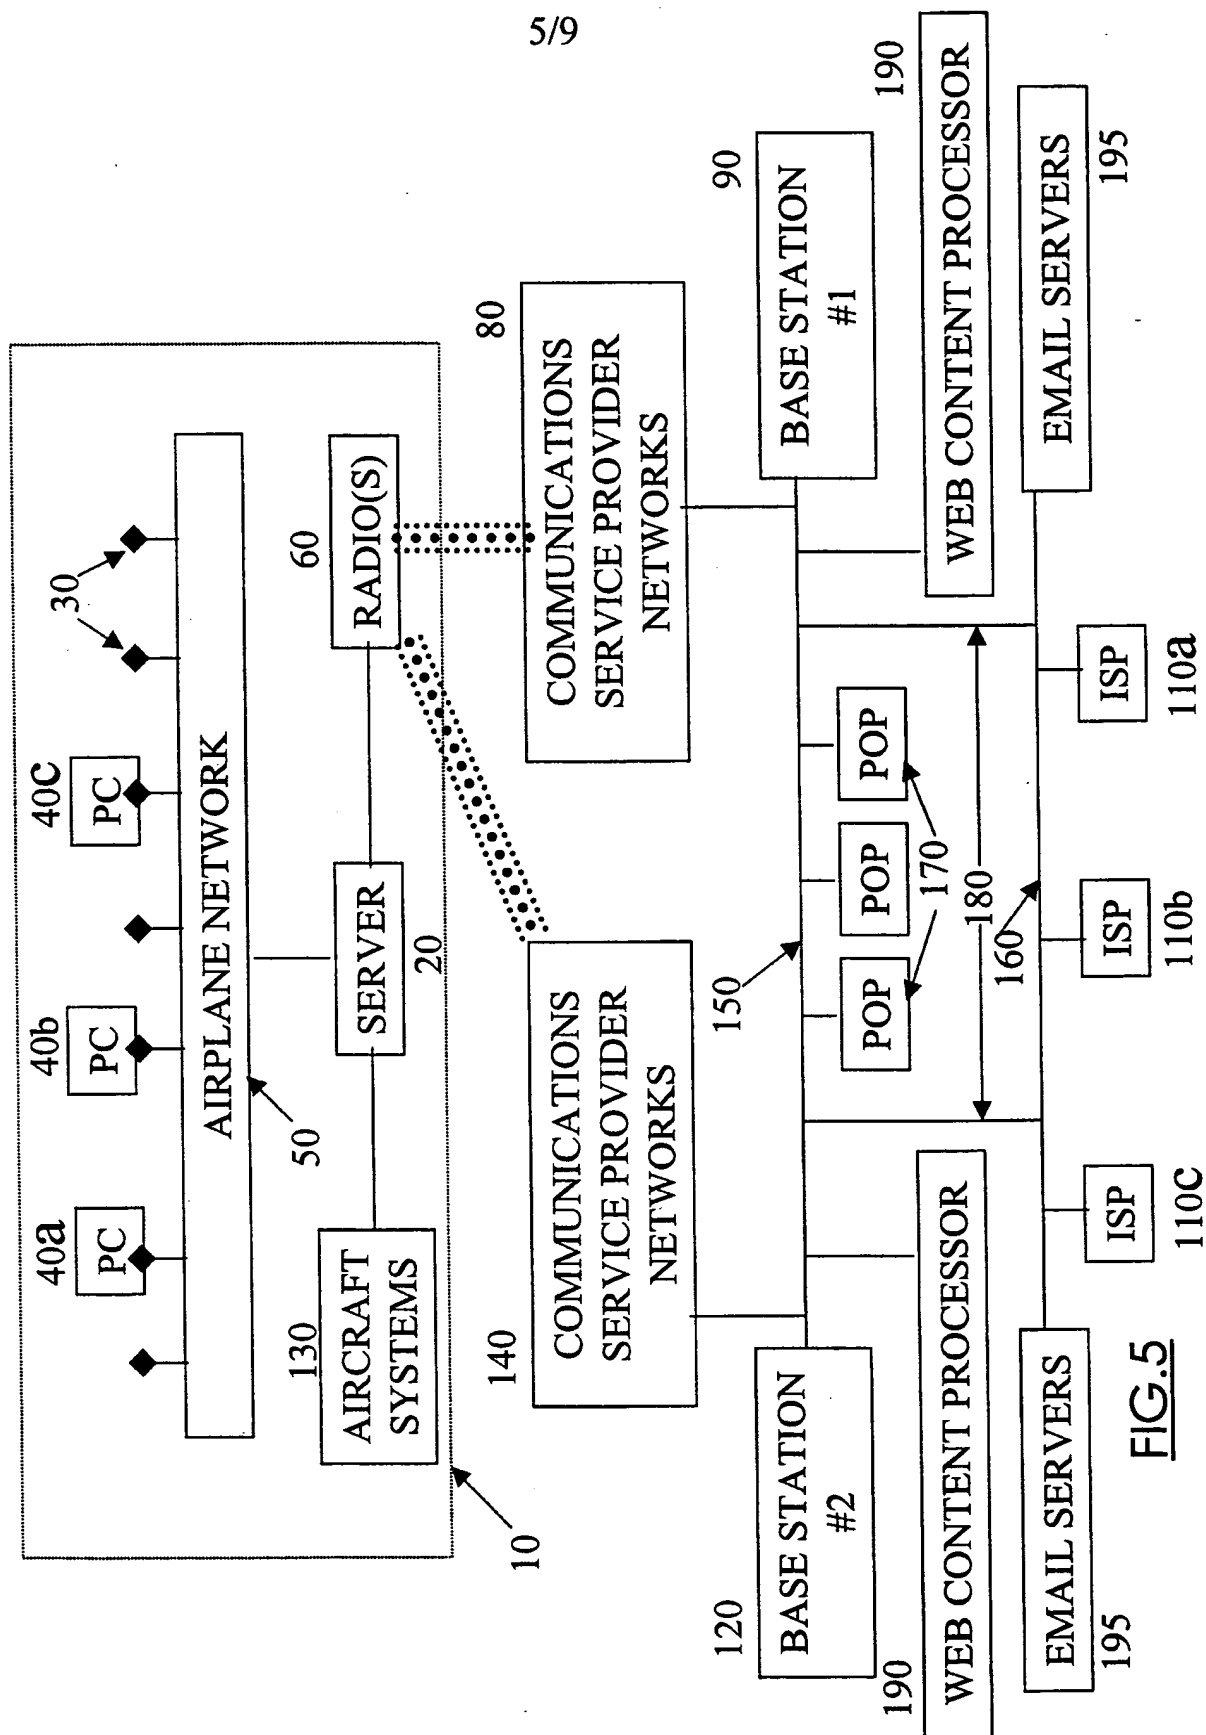 5/9
40a
40b
40c
30
PC
PC
PC
AIRPLANE NETWORK
50
130
60
AIRCRAFT
SYSTEMS
SERVER
RADIO(S)
20
10
140
80
COMMUNICATIONS
SERVICE PROVIDER
NETWORKS
COMMUNICATIONS
SERVICE PROVIDER
NETWORKS
120
150
90
BASE STATION
#2
BASE STATION
#1
POP
POP
POP
170
190
190
WEB CONTENT PROCESSOR
180
WEB CONTENT PROCESSOR
160
EMAIL SERVERS
EMAIL SERVERS
195
195
ISP
ISP
ISP
110c
110b
110a
FIG.5